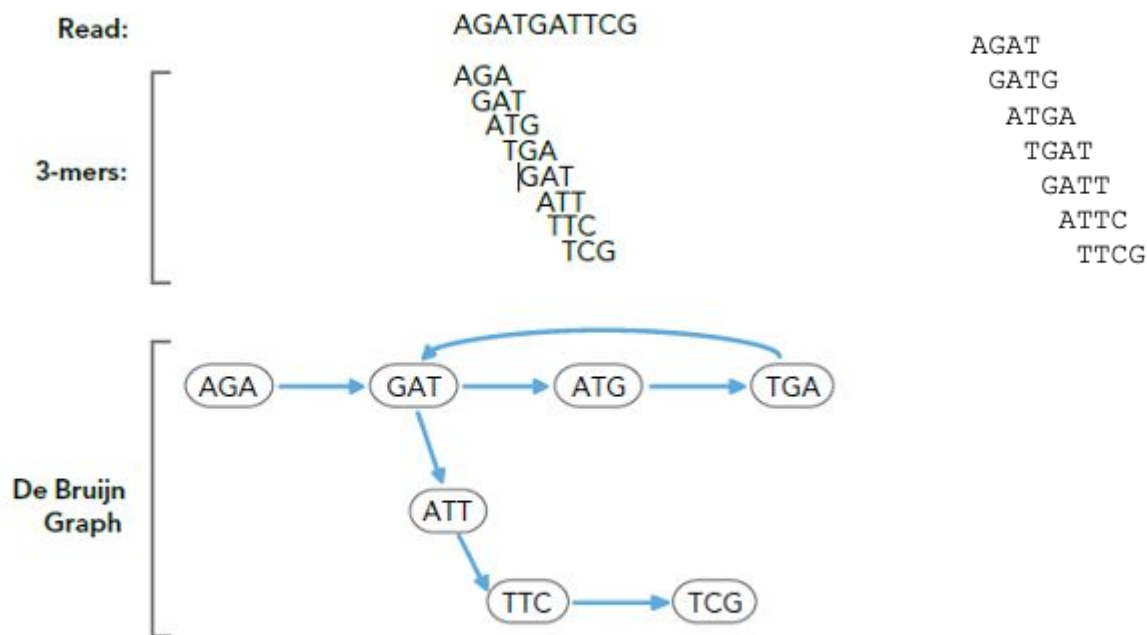 Read:
AGATGATTCG
3-mers:
AGA
GAT
ATG
TGA
GAT
ATT
TTC
TCG
AGAT
GATG
ATGA
TGAT
GATT
ATTC
TTCG
De Bruijn
Graph
AGA
GAT
ATG
TGA
ATT
TTC
TCG